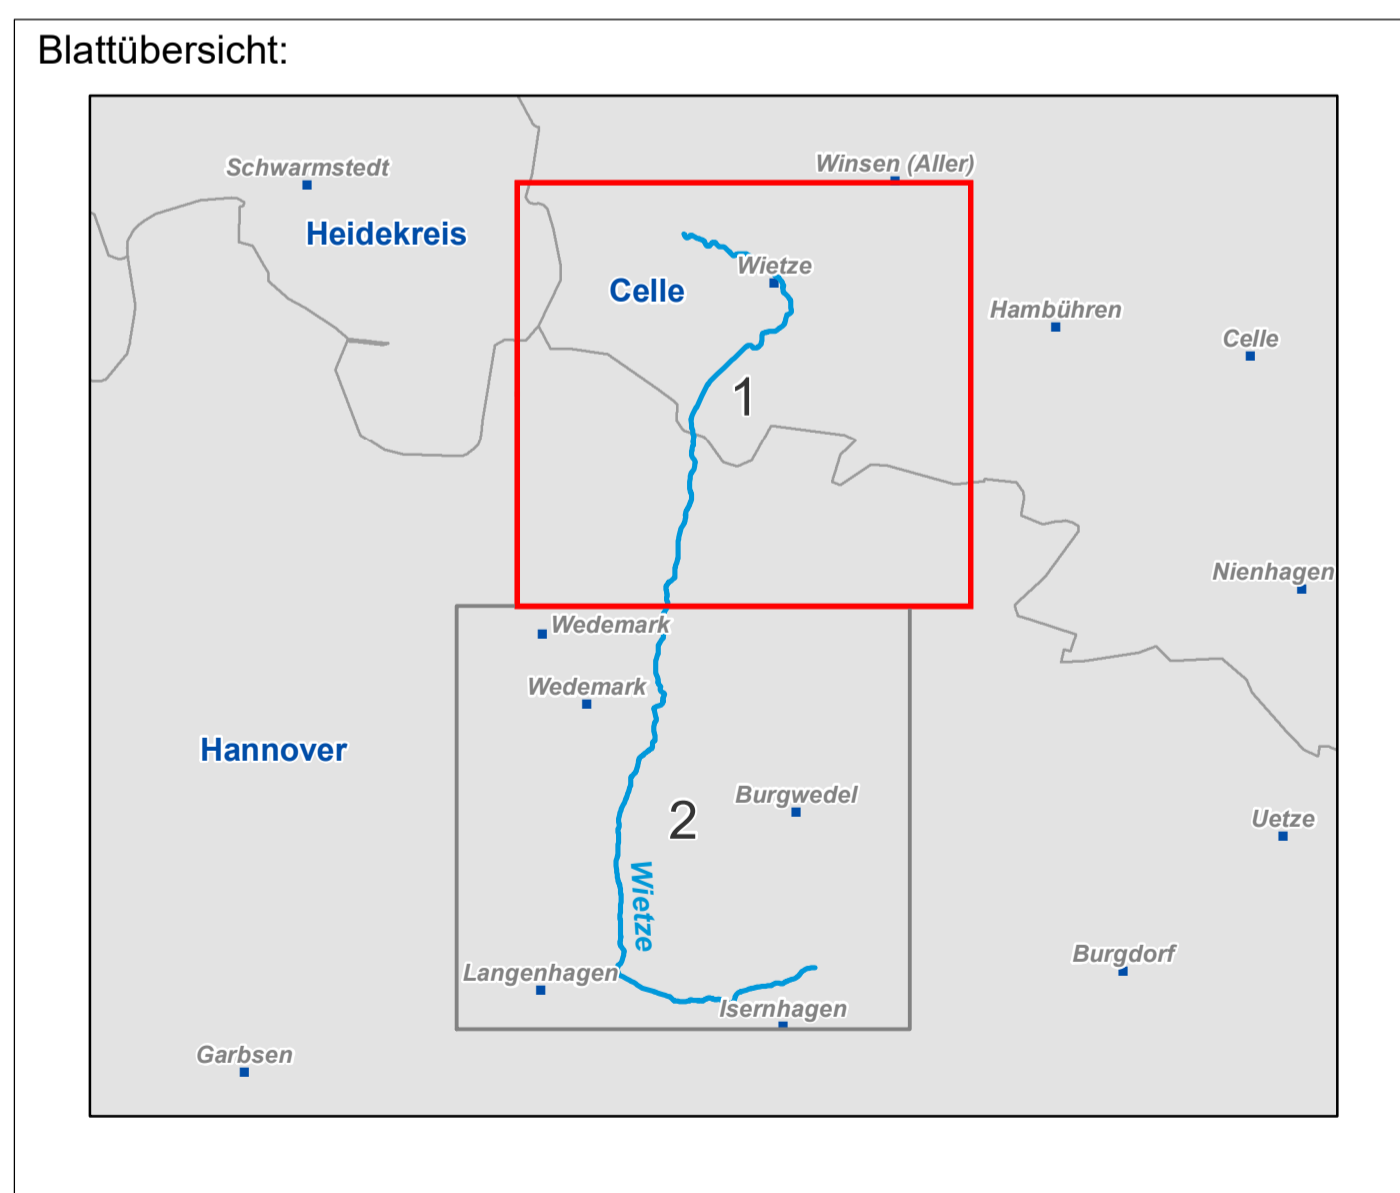 Blattübersicht:
Schwarmstedt
Winsen (Aller)
Heidekreis
Wietze
Celle
Hambühren
Celle
1
Nienhagen
Wedemark
Wedemark
Hannover
Burgwedel
2
Uetze
Wietze
Burgdorf
Langenhagen
Isernhagen
Garbsen